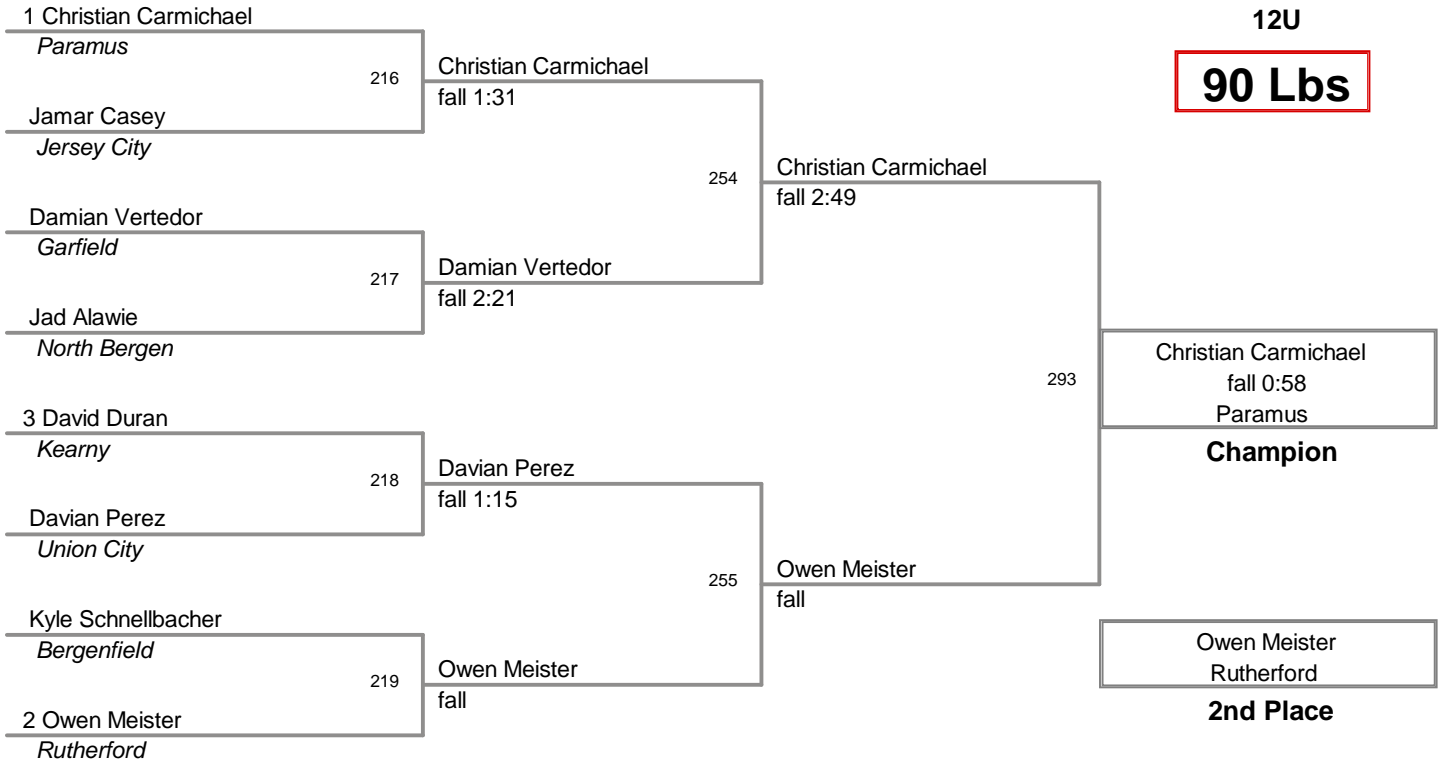 1 Christian Carmichael
Paramus
216
Jamar Casey
Jersey City
Damian Vertedor
Garfield
217
Jad Alawie
North Bergen
3 David Duran
Kearny
218
Davian Perez
Union City
Kyle Schnellbacher
Bergenfield
219
2 Owen Meister
Rutherford
Christian Carmichael
fall 1:31
254
Damian Vertedor
fall 2:21
Davian Perez
fall 1:15
255
Owen Meister
fall
Christian Carmichael
fall 2:49
293
Owen Meister
fall
12U
90 Lbs
Christian Carmichael
fall 0:58
Paramus
Champion
Owen Meister
Rutherford
2nd Place